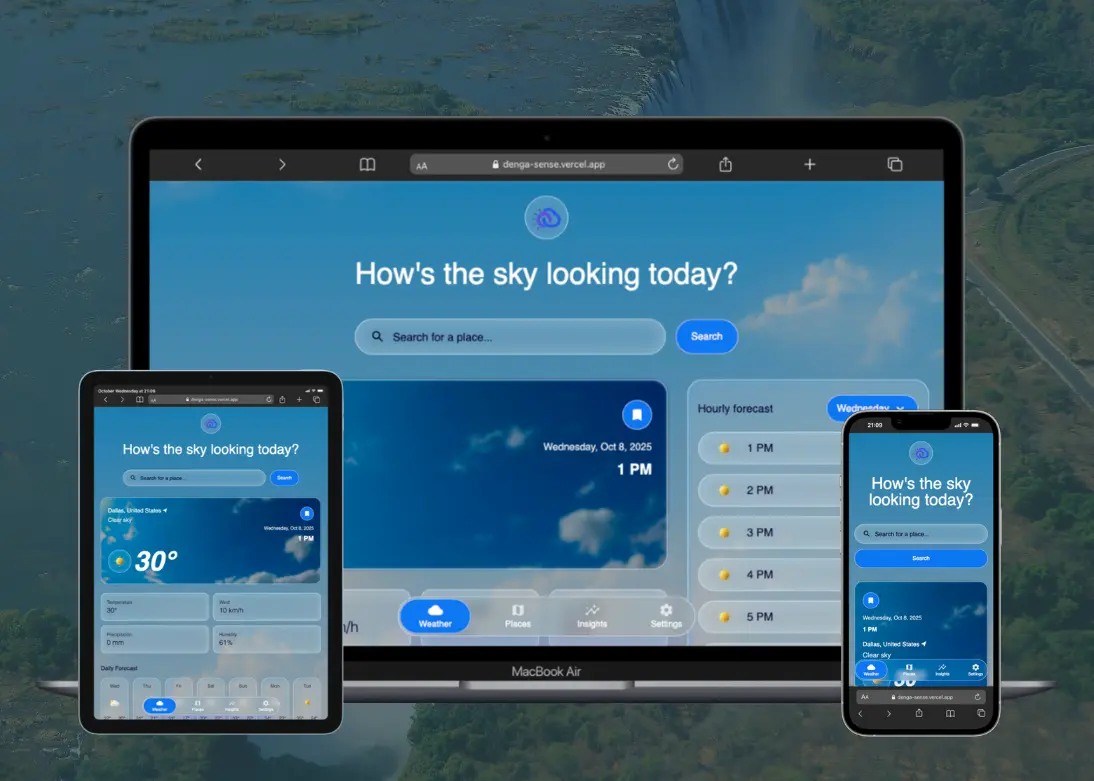 AA
denga-sense.vercel.app
How's the sky looking today?
Search for a place...
Search
Wednesday, Oct 8, 2025
1 PM
Hourly forecast
Wednesday
1 PM
2 PM
3 PM
4 PM
5 PM
/h
Weather
Places
Insights
Settings
MacBook Air
October Wednesday at 21:09
AA
denga-sense.vercel.app
How's the sky looking today?
Search for a place...
Search
Dallas, United States
Clear sky
Wednesday, Oct 8, 2025
1 PM
30°
Temperature
30°
Wind
10 km/h
Precipitation
0 mm
Humidity
61%
Daily Forecast
Wed Thu Fri Sat Sun Mon Tue
Weather
Places
Insights
Settings
21:09
How's the sky
looking today?
Search for a place...
Search
Wednesday, Oct 8, 2025
1 PM
Dallas, United States
Clear sky
30
Weather
Places
Insights
Settings
AA
denga-sense.vercel.app